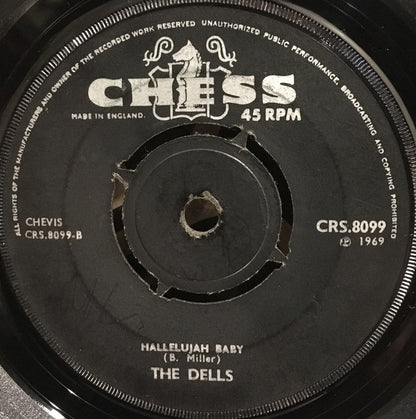 ALL RIGHTS OF THE MANUFACTURERS AND OWNER OF THE RECORDED WORK RESERVED UNAUTHORIZED PUBLIC PERFORMANCE, BROADCASTING AND COPYING PROHIBITED
CHESS
MADE IN ENGLAND.
45 RPM
CHEVIS
CRS.8099-B
CRS.8099
℗ 1969
HALLELUJAH BABY
(B. Miller)
THE DELLS